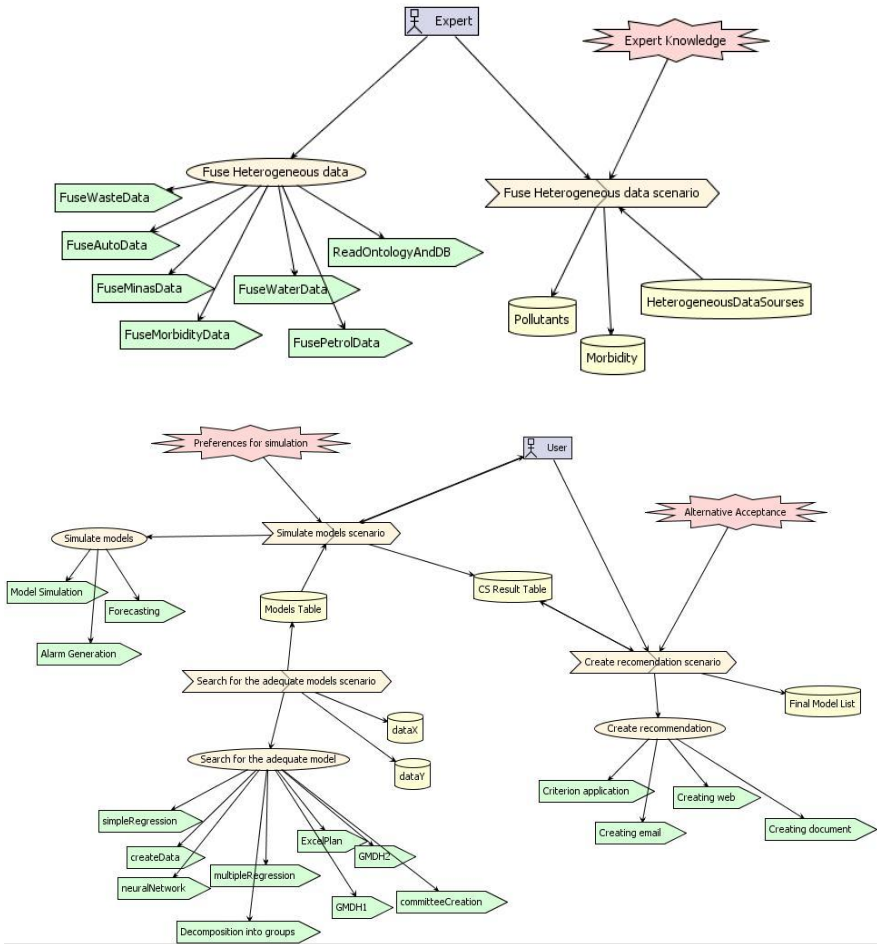 Expert
Expert Knowledge
Fuse Heterogeneous data
Fuse Heterogeneous data scenario
FuseWasteData
FuseAutoData
ReadOntologyAndDB
FuseMinasData
FuseWaterData
HeterogeneousDataSourses
Pollutants
FuseMorbidityData
FusePetrolData
Morbidity
Preferences for simulation
User
Alternative Acceptance
Simulate models scenario
Simulate models
Model Simulation
Forecasting
Models Table
CS Result Table
Alarm Generation
Create recomendation scenario
Search for the adequate models scenario
Final Model List
dataX
Create recommendation
Search for the adequate model
dataY
Criterion application
Creating web
simpleRegression
Creating email
Creating document
ExcelPlan
createData
GMDH2
multipleRegression
neuralNetwork
GMDH1
committeeCreation
Decomposition into groups